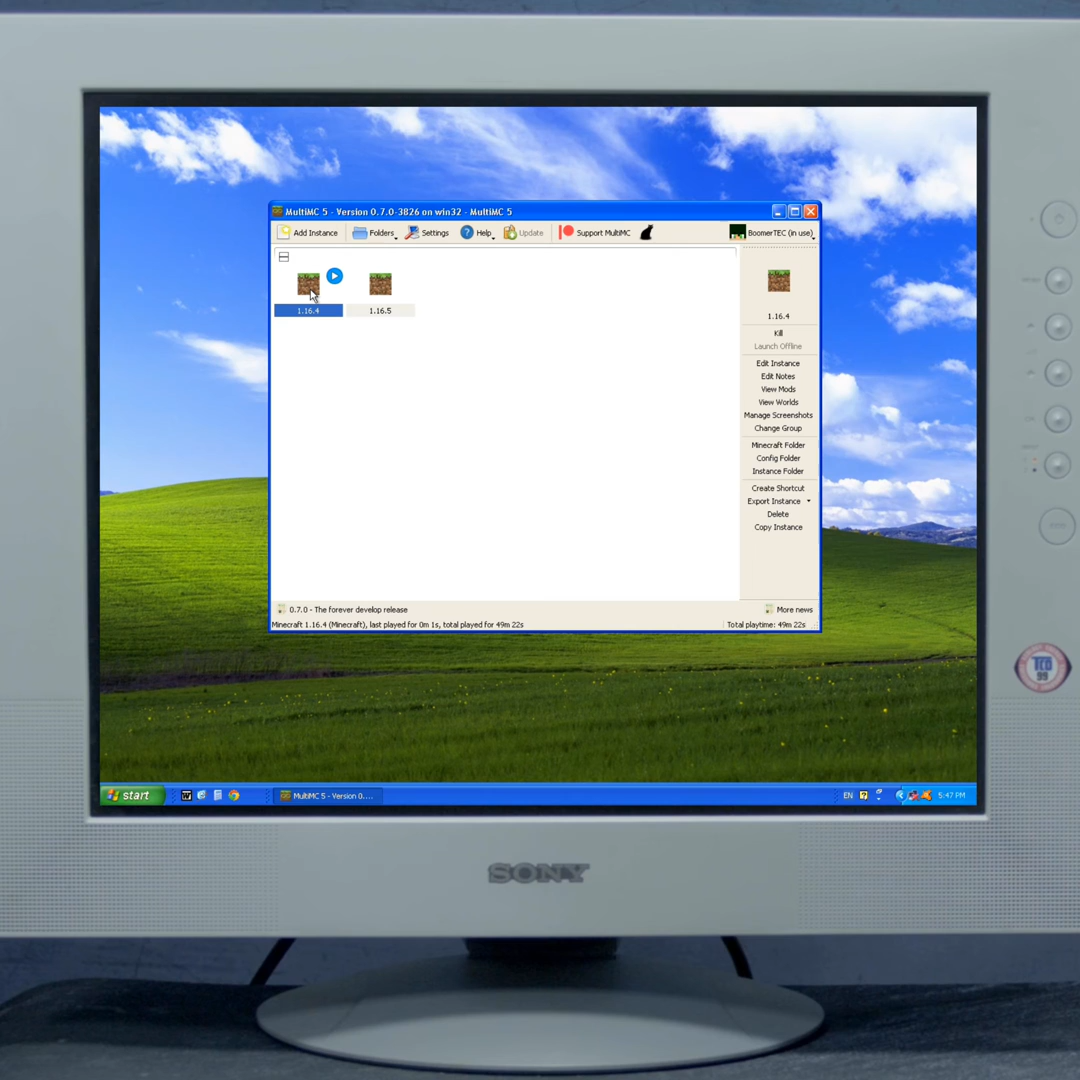 MultiMC 5 - Version 0.7.0-3826 on win32 - MultiMC 5
Add Instance Folders Settings Help Update Support MultiMC BoomerTEC (in use)
1.16.4 1.16.5
1.16.4
Kill
Launch Offline
Edit Instance
Edit Notes
View Mods
View Worlds
Manage Screenshots
Change Group
Minecraft Folder
Config Folder
Instance Folder
Create Shortcut
Export Instance
Delete
Copy Instance
0.7.0 - The forever develop release More news
Minecraft 1.16.4 (Minecraft), last played for 0m 1s, total played for 49m 22s Total playtime: 49m 22s
start MultiMC 5 - Version 0.... EN 5:47 PM
SONY
TCO
99